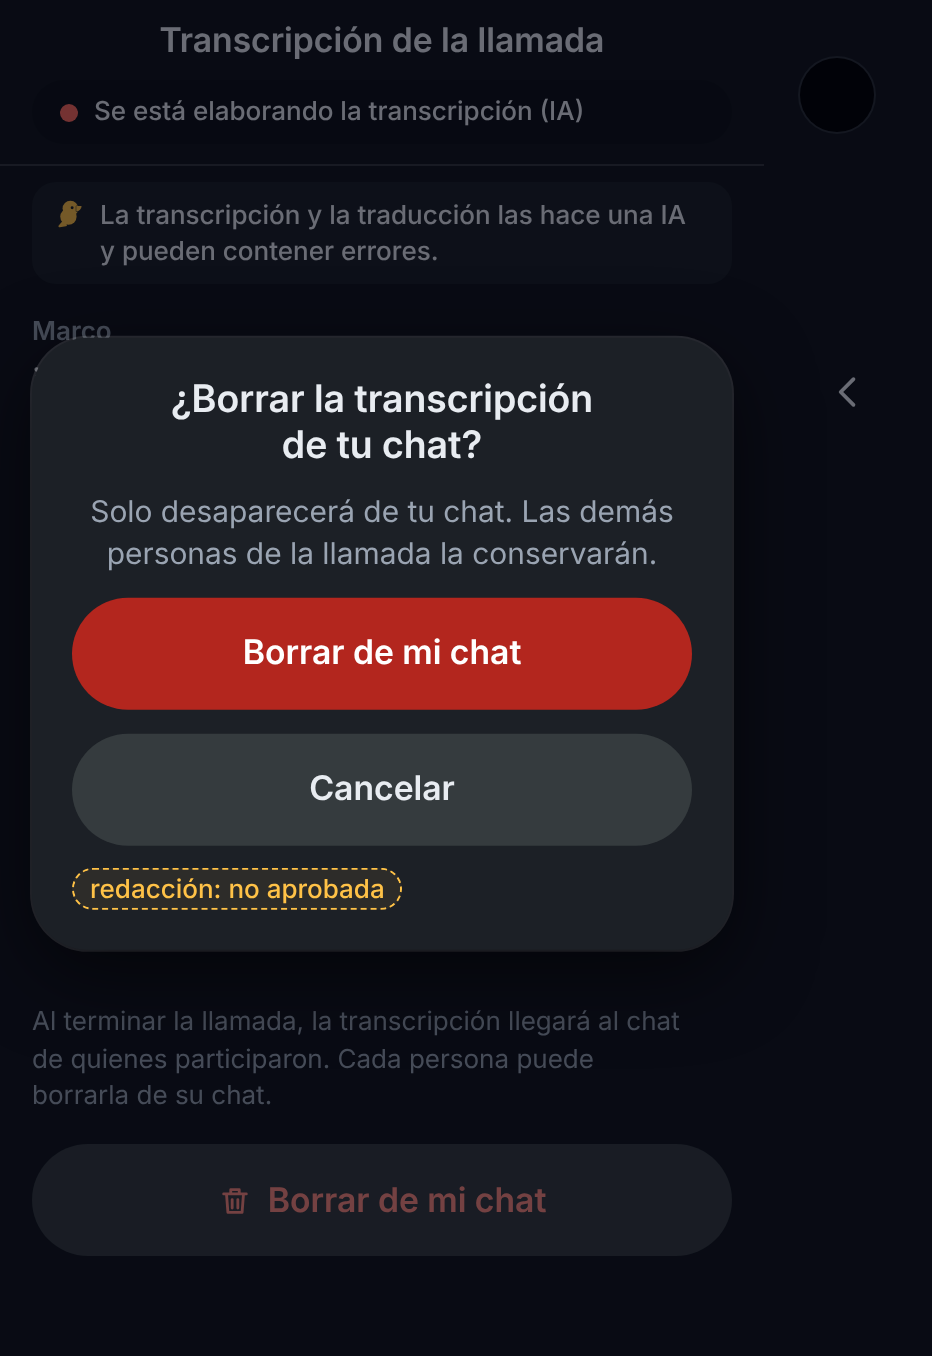 Transcripción de la llamada
Se está elaborando la transcripción (IA)
La transcripción y la traducción las hace una IA
y pueden contener errores.
Marco
¿Borrar la transcripción
de tu chat?
Solo desaparecerá de tu chat. Las demás
personas de la llamada la conservarán.
Borrar de mi chat
Cancelar
redacción: no aprobada
Al terminar la llamada, la transcripción llegará al chat
de quienes participaron. Cada persona puede
borrarla de su chat.
Borrar de mi chat